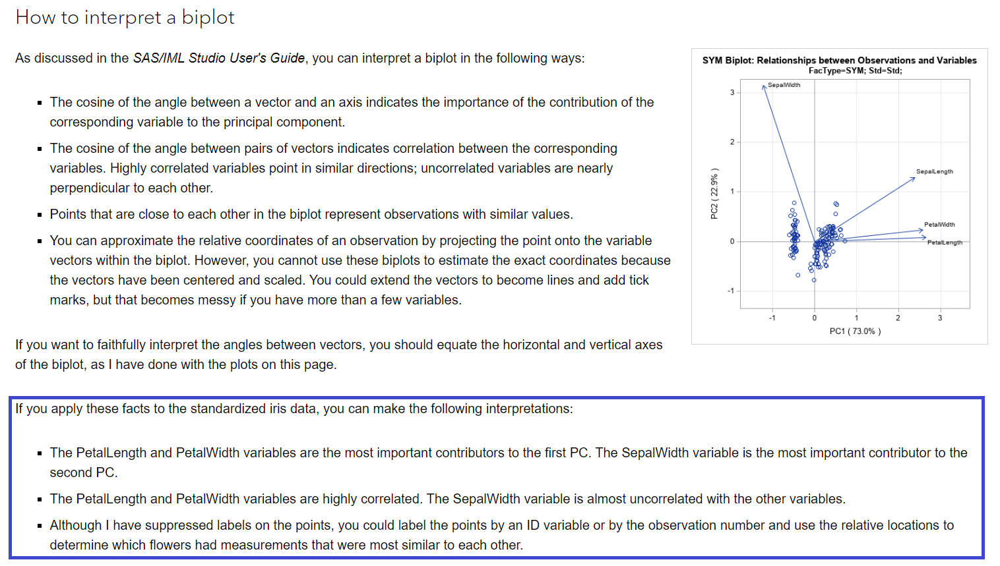 How to interpret a biplot
As discussed in the SAS/IML Studio User's Guide, you can interpret a biplot in the following ways:
▪ The cosine of the angle between a vector and an axis indicates the importance of the contribution of the
corresponding variable to the principal component.
▪ The cosine of the angle between pairs of vectors indicates correlation between the corresponding
variables. Highly correlated variables point in similar directions; uncorrelated variables are nearly
perpendicular to each other.
▪ Points that are close to each other in the biplot represent observations with similar values.
▪ You can approximate the relative coordinates of an observation by projecting the point onto the variable
vectors within the biplot. However, you cannot use these biplots to estimate the exact coordinates because
the vectors have been centered and scaled. You could extend the vectors to become lines and add tick
marks, but that becomes messy if you have more than a few variables.
If you want to faithfully interpret the angles between vectors, you should equate the horizontal and vertical axes
of the biplot, as I have done with the plots on this page.
SYM Biplot: Relationships between Observations and Variables
FacType=SYM; Std=Std;
SepalWidth
SepalLength
PetalWidth
PetalLength
PC2 ( 22.9% )
3
2
1
0
-1
-1 0 1 2 3
PC1 ( 73.0% )
If you apply these facts to the standardized iris data, you can make the following interpretations:
▪ The PetalLength and PetalWidth variables are the most important contributors to the first PC. The SepalWidth variable is the most important contributor to the
second PC.
▪ The PetalLength and PetalWidth variables are highly correlated. The SepalWidth variable is almost uncorrelated with the other variables.
▪ Although I have suppressed labels on the points, you could label the points by an ID variable or by the observation number and use the relative locations to
determine which flowers had measurements that were most similar to each other.